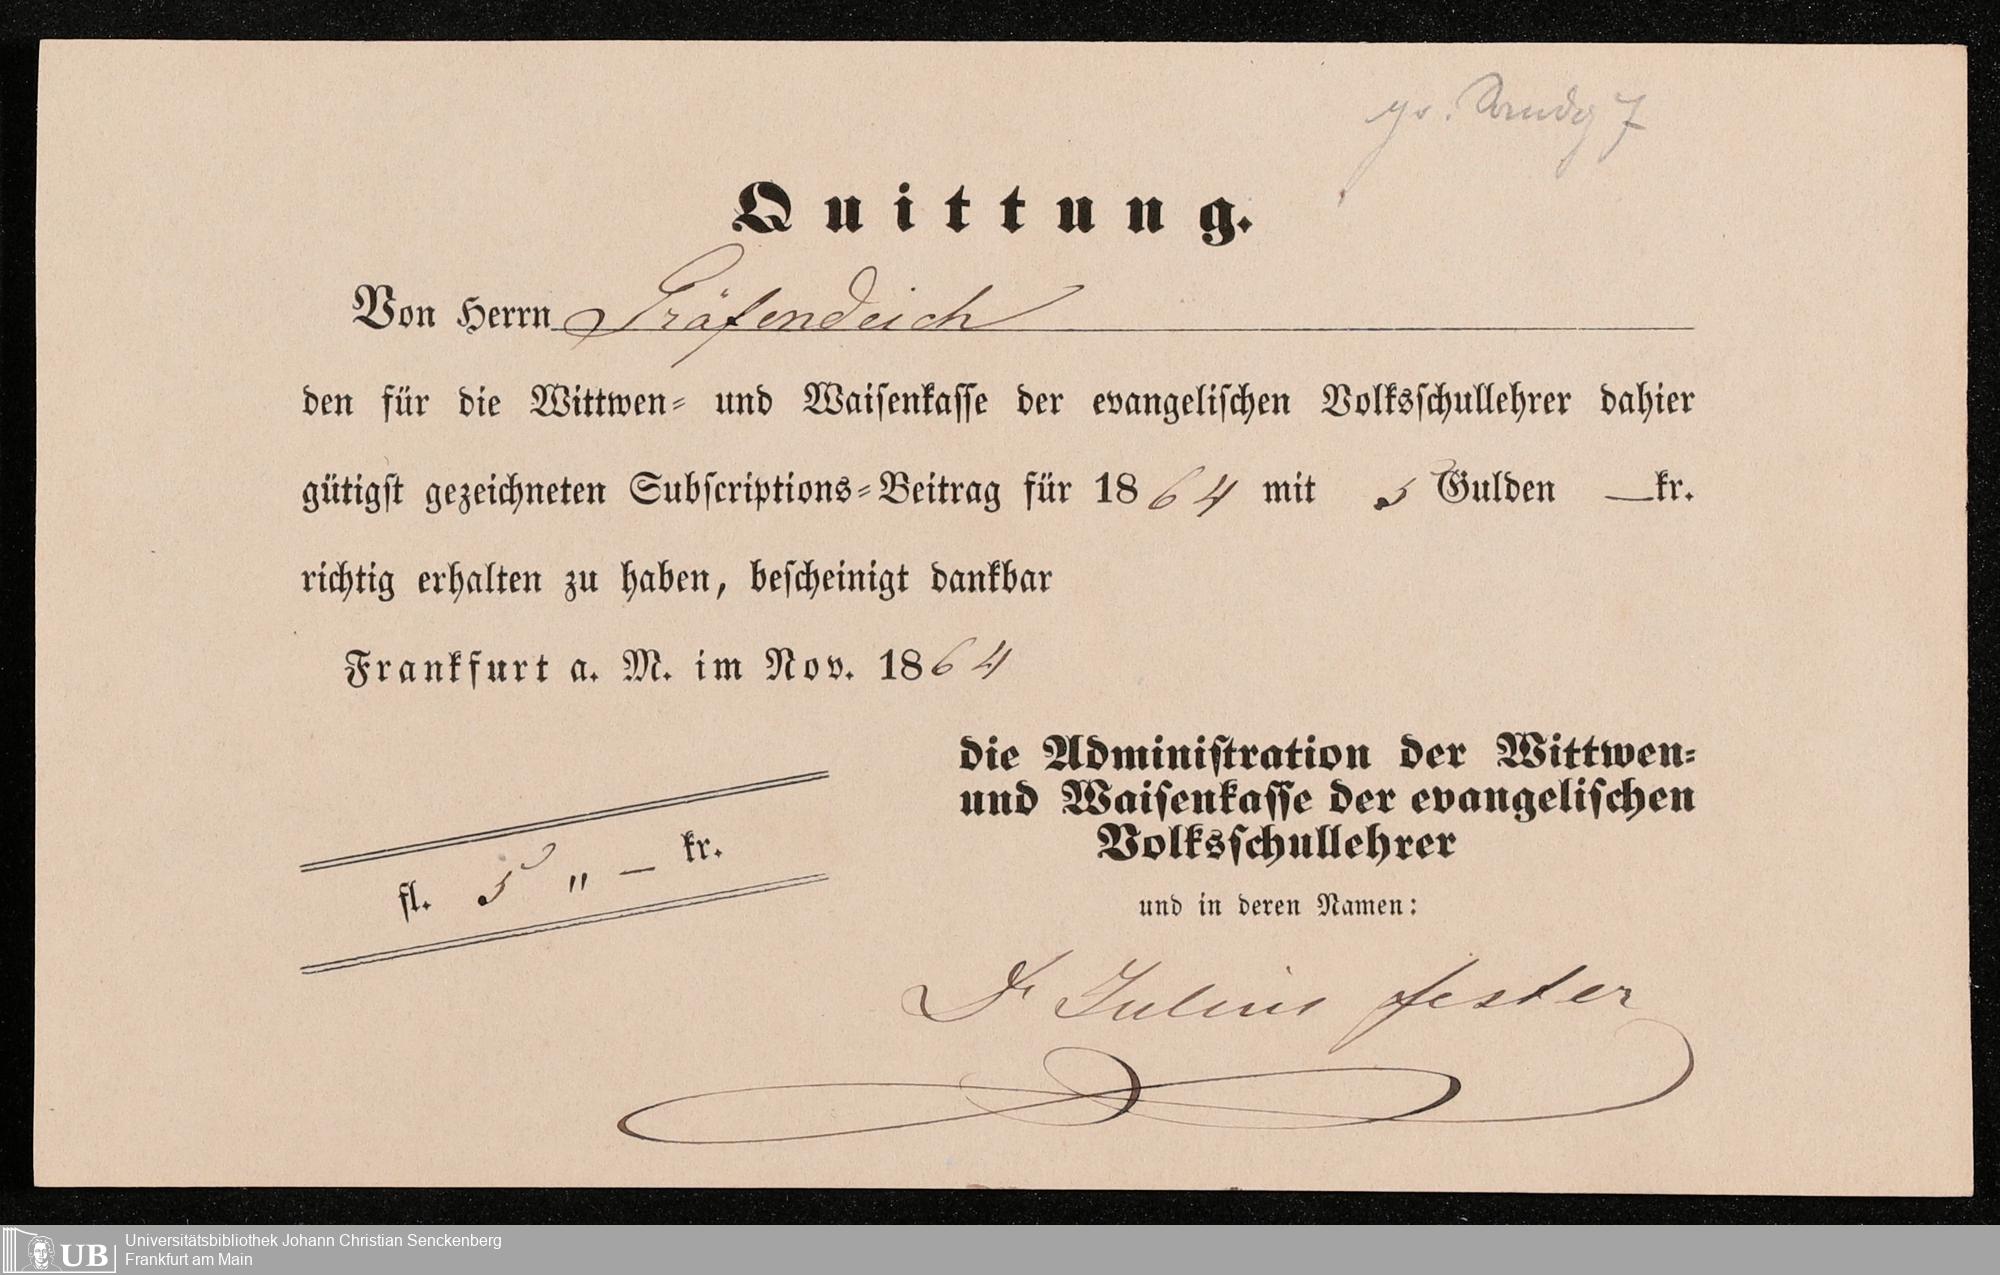 gr. Sandg 7
Quittung.
Von Herrn Gräfendeich
den für die Wittwen- und Waisenkasse der evangelischen Volksschullehrer dahier
gütigst gezeichneten Subscriptions-Beitrag für 1864 mit 5 Gulden — kr.
richtig erhalten zu haben, bescheinigt dankbar
Frankfurt a. M. im Nov. 1864
die Administration der Wittwen-
und Waisenkasse der evangelischen
Volksschullehrer
und in deren Namen:
fl. 5 „ — kr.
Dr Julius Fester
UB
Universitätsbibliothek Johann Christian Senckenberg
Frankfurt am Main